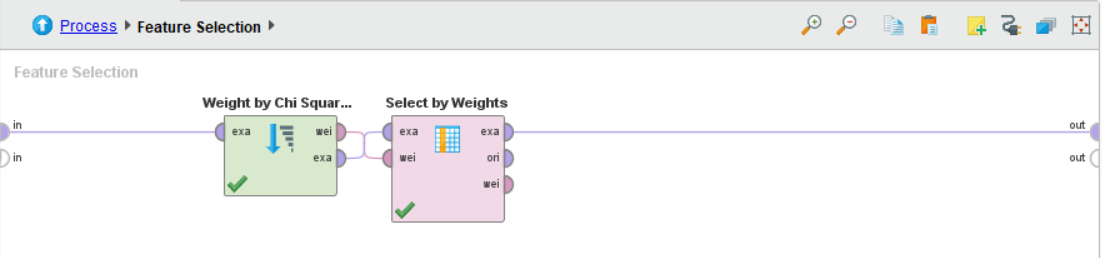 Process Feature Selection
Feature Selection
Weight by Chi Squar... Select by Weights
in exa wei exa exa out
in exa wei ori out
wei